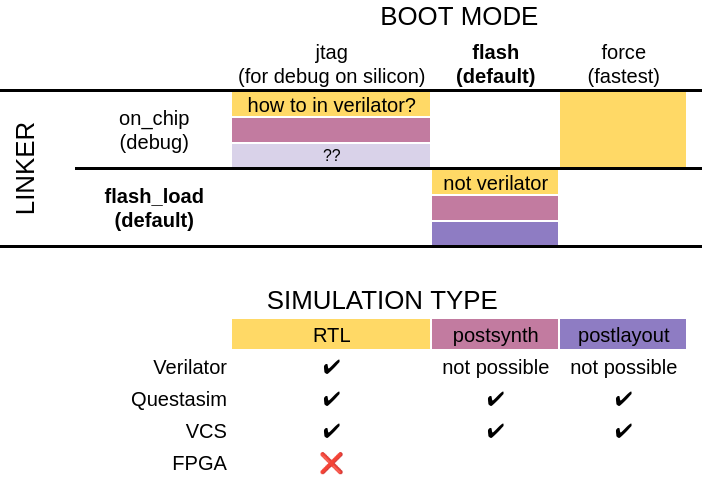 BOOT MODE
jtag
(for debug on silicon)
flash
(default)
force
(fastest)
LINKER
on_chip
(debug)
how to in verilator?
??
flash_load
(default)
not verilator
SIMULATION TYPE
RTL postsynth postlayout
Verilator ✔ not possible not possible
Questasim ✔ ✔ ✔
VCS ✔ ✔ ✔
FPGA ❌